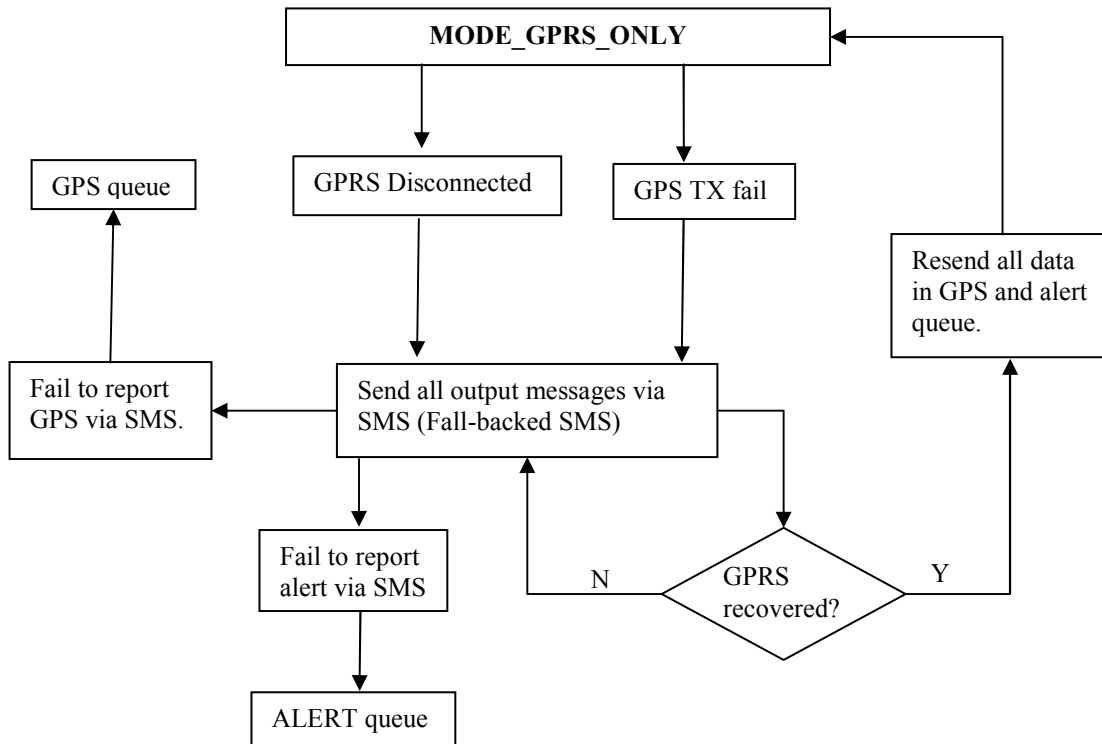 MODE_GPRS_ONLY
GPS queue
GPRS Disconnected
GPS TX fail
Resend all data
in GPS and alert
queue.
Fail to report
GPS via SMS.
Send all output messages via
SMS (Fall-backed SMS)
Fail to report
alert via SMS
N
GPRS
recovered?
Y
ALERT queue